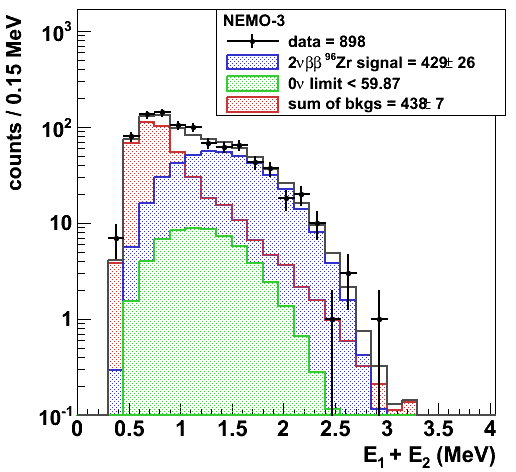 NEMO-3
data = 898
2νββ ⁹⁶Zr signal = 429± 26
0ν limit < 59.87
sum of bkgs = 438± 7
counts / 0.15 MeV
10³
10²
10
1
10⁻¹
0 0.5 1 1.5 2 2.5 3 3.5 4
E₁ + E₂ (MeV)